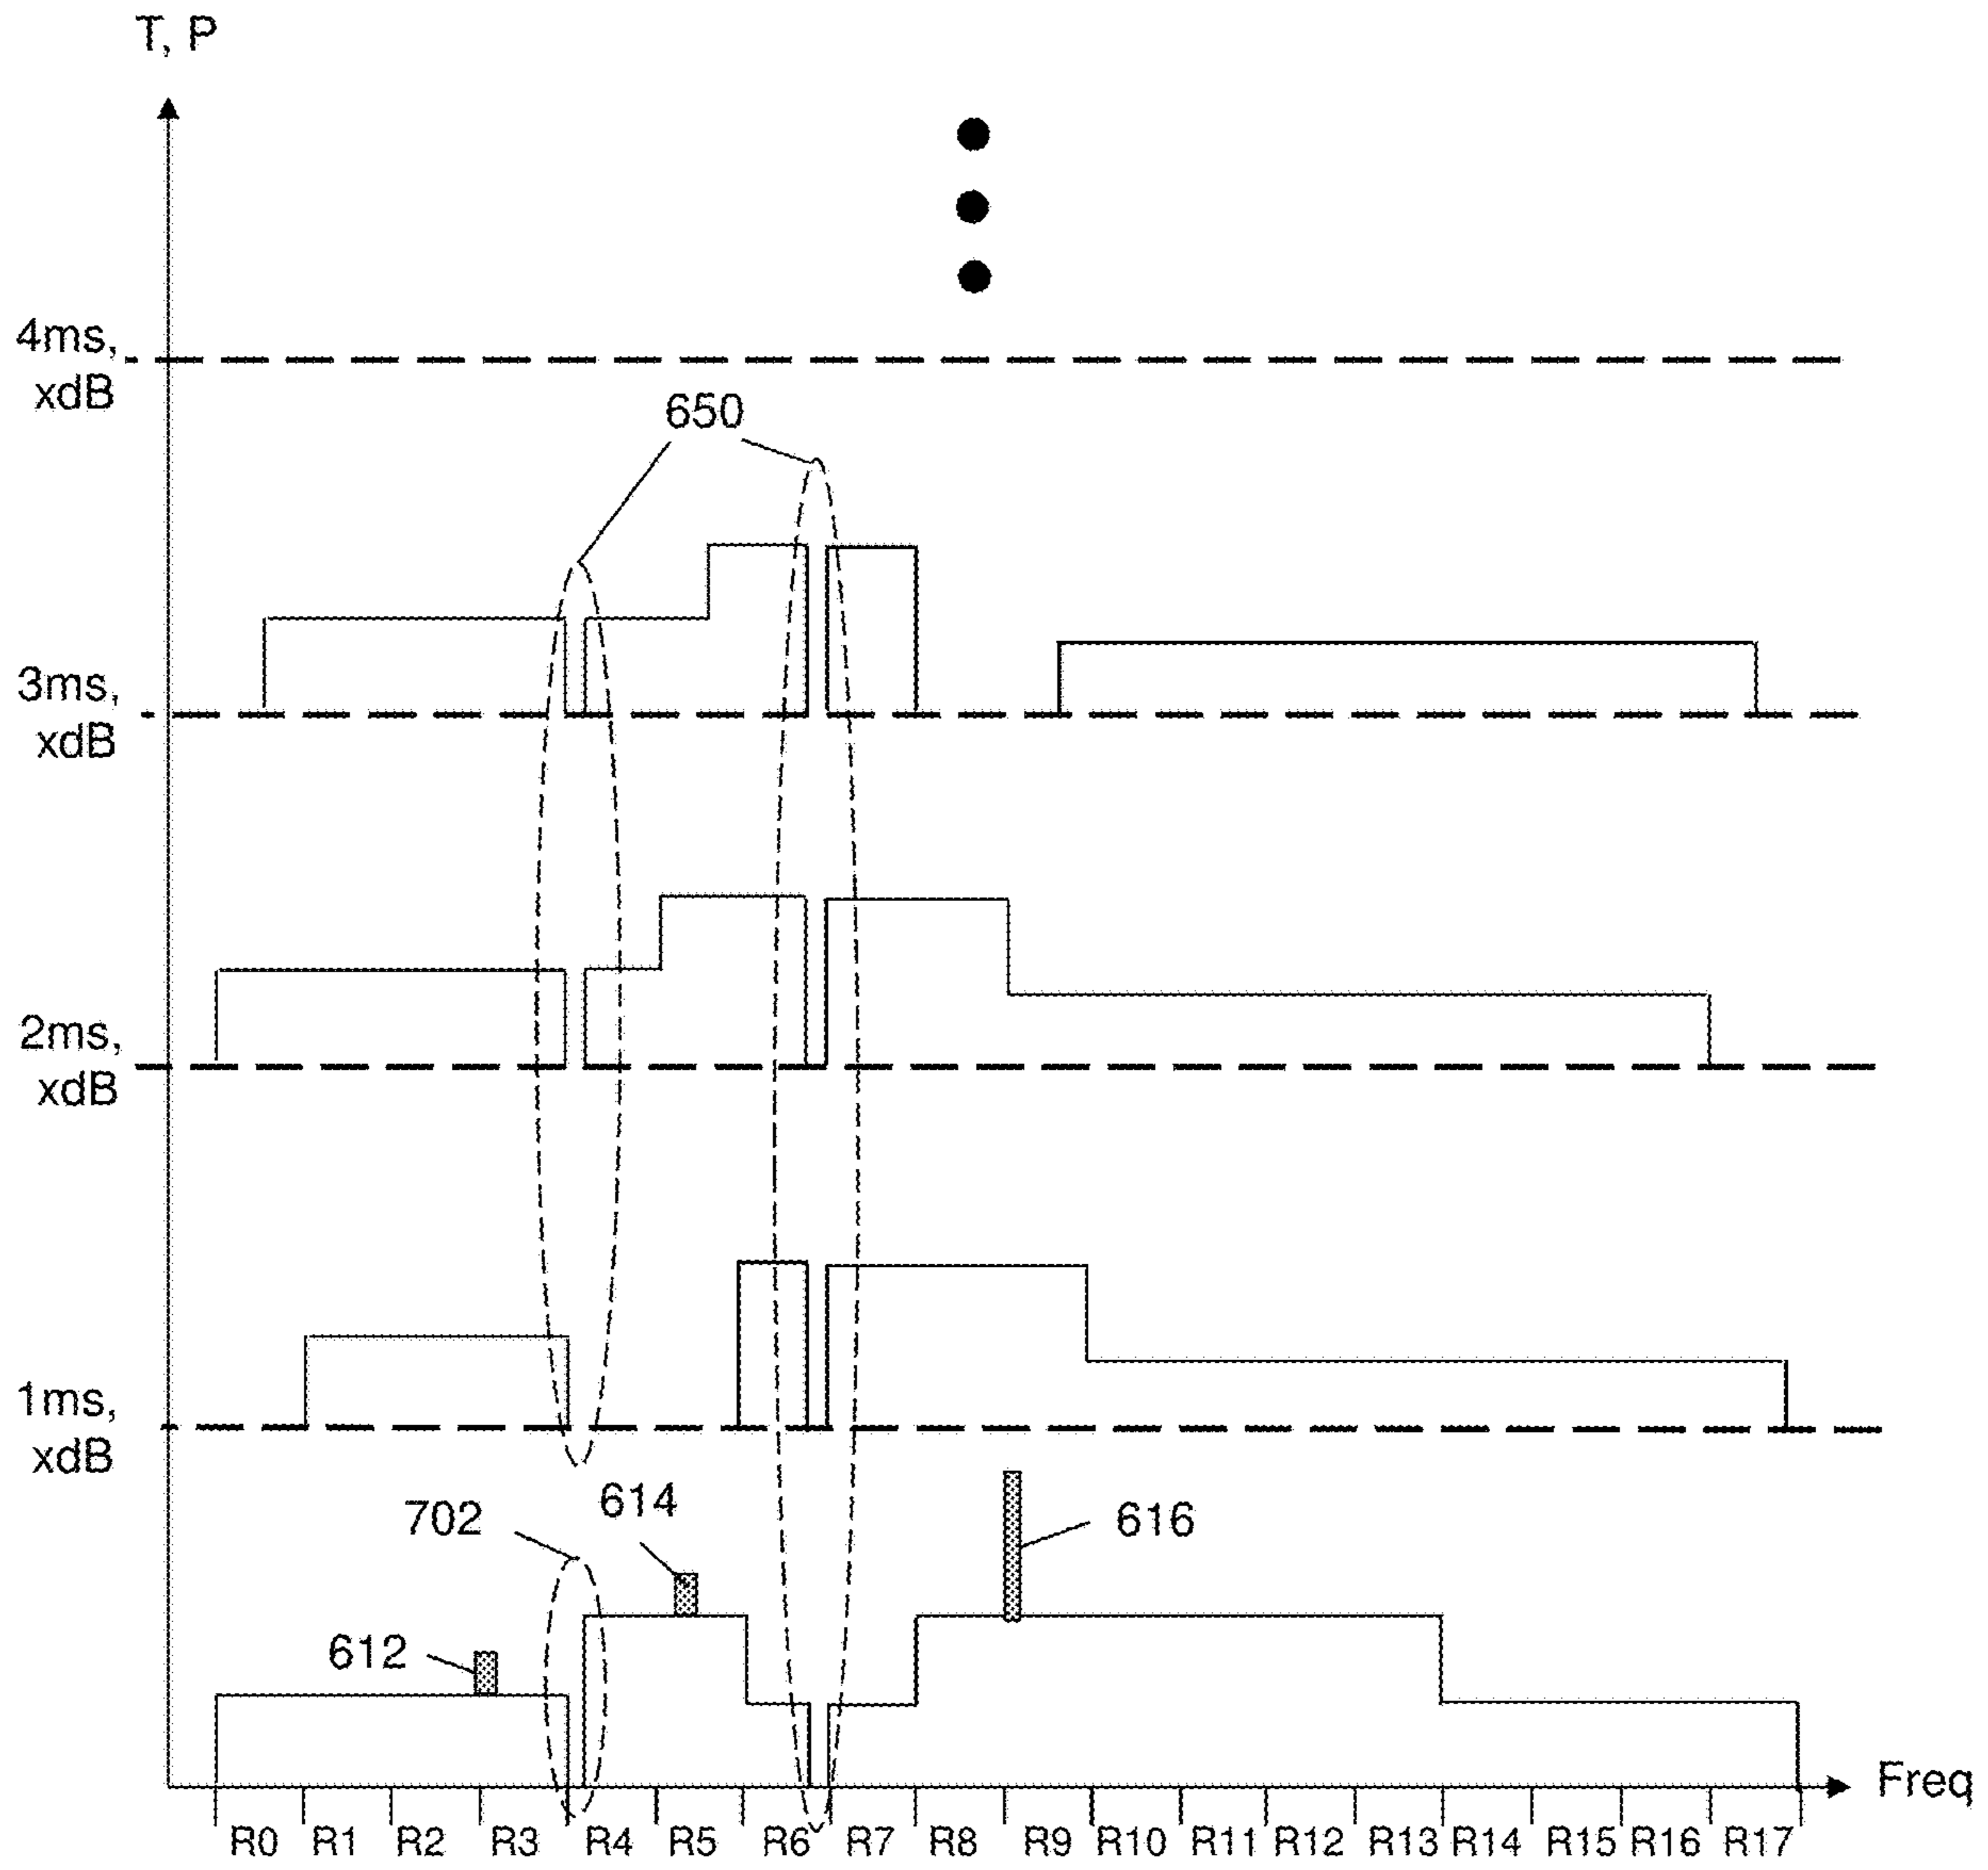 T, P
4ms,
xdB
650
3ms,
xdB
2ms,
xdB
1ms,
xdB
702
614
616
612
Freq
R0 R1 R2 R3 R4 R5 R6 R7 R8 R9 R10 R11 R12 R13 R14 R15 R16 R17